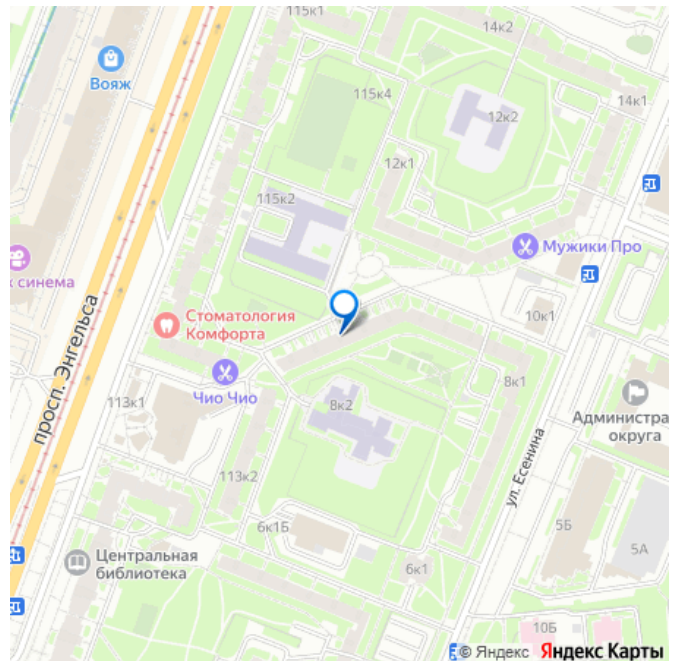 115к1
14к2
Вояж
115к4
14к1
12к2
12к1
115к2
Мужики Про
к синема
Стоматология
Комфорта
10к1
просп. Энгельса
Чио Чио
8к1
113к1
8к2
Администра
округа
ул. Есенина
113к2
6к1Б
5Б
5А
Центральная
библиотека
6к1
10Б
© Яндекс Яндекс Карты